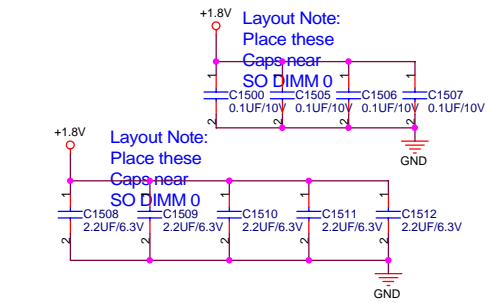 +1.8V
Layout Note:
Place these
Caps near
SO DIMM 0
1 1 1 1
C1500 C1505 C1506 C1507
0.1UF/10V 0.1UF/10V 0.1UF/10V 0.1UF/10V
2 2 2 2
GND
+1.8V
Layout Note:
Place these
Caps near
SO DIMM 0
1 1 1 1 1
C1508 C1509 C1510 C1511 C1512
2.2UF/6.3V 2.2UF/6.3V 2.2UF/6.3V 2.2UF/6.3V 2.2UF/6.3V
2 2 2 2 2
GND